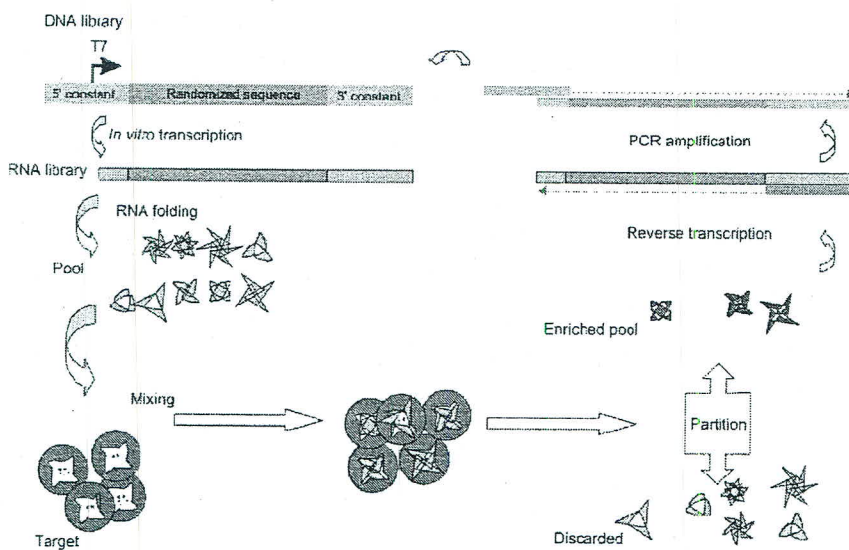 DNA library
T7
5' constant
Randomized sequence
3' constant
In vitro transcription
PCR amplification
RNA library
RNA folding
Reverse transcription
Pool
Enriched pool
Mixing
Partition
Target
Discarded